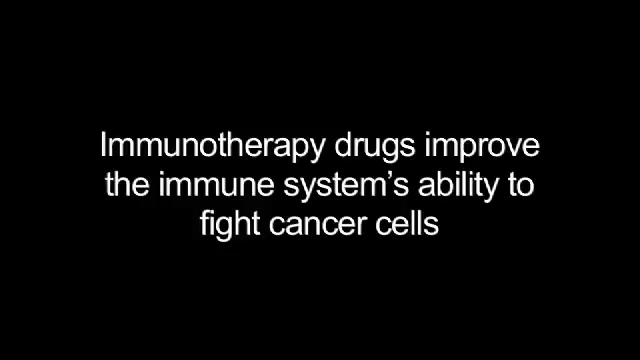 Immunotherapy drugs improve
the immune system’s ability to
fight cancer cells